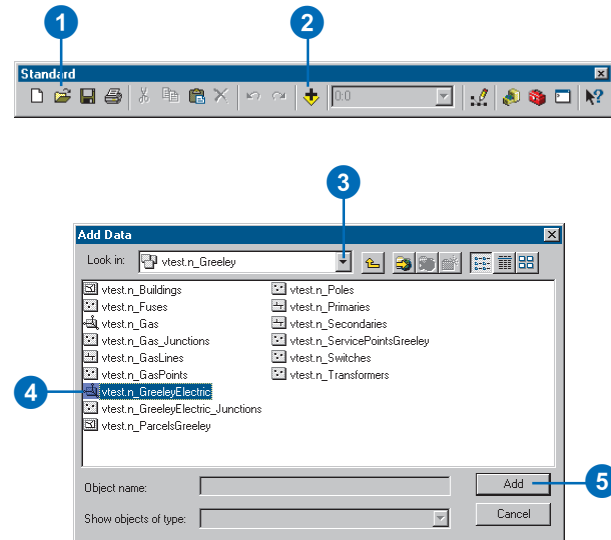 1 2
Standard
0:0
3
Add Data
Look in: vtest.n_Greeley
vtest.n_Buildings
vtest.n_Fuses
vtest.n_Gas
vtest.n_Gas_Junctions
vtest.n_GasLines
vtest.n_GasPoints
4 vtest.n_GreeleyElectric
vtest.n_GreeleyElectric_Junctions
vtest.n_ParcelsGreeley
vtest.n_Poles
vtest.n_Primaries
vtest.n_Secondaries
vtest.n_ServicePointsGreeley
vtest.n_Switches
vtest.n_Transformers
Object name: Add 5
Show objects of type: Cancel